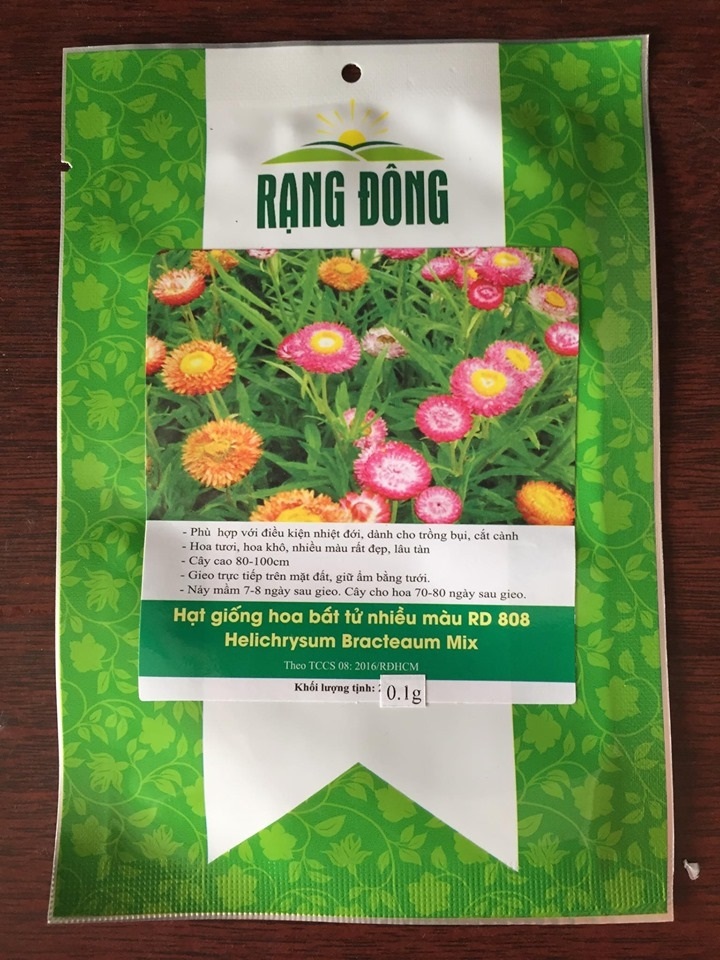 RẠNG ĐÔNG
- Phù hợp với điều kiện nhiệt đới, dành cho trồng bụi, cắt cành
- Hoa tươi, hoa khô, nhiều màu rất đẹp, lâu tàn
- Cây cao 80-100cm
- Gieo trực tiếp trên mặt đất, giữ ẩm bằng tưới.
- Nảy mầm 7-8 ngày sau gieo. Cây cho hoa 70-80 ngày sau gieo.
Hạt giống hoa bất tử nhiều màu RD 808
Helichrysum Bracteaum Mix
Theo TCCS 08: 2016/RĐHCM
Khối lượng tịnh: 0.1g